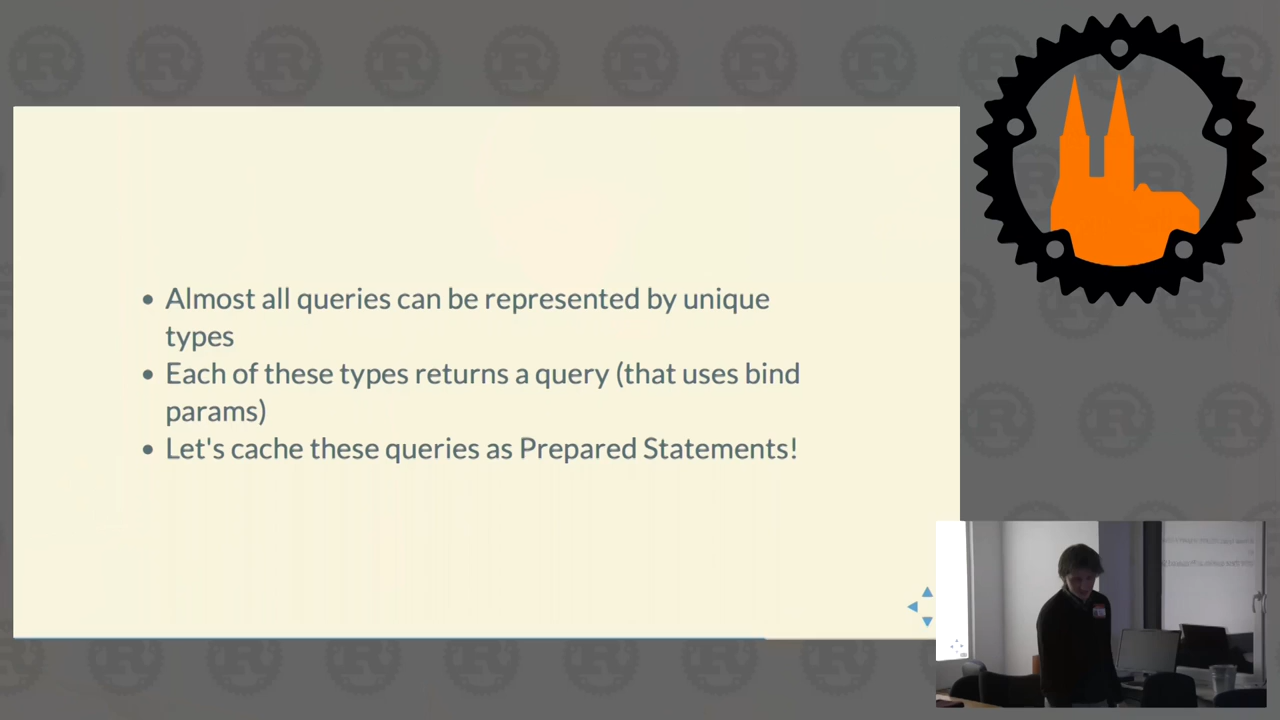 Almost all queries can be represented by unique
types
Each of these types returns a query (that uses bind
params)
Let's cache these queries as Prepared Statements!